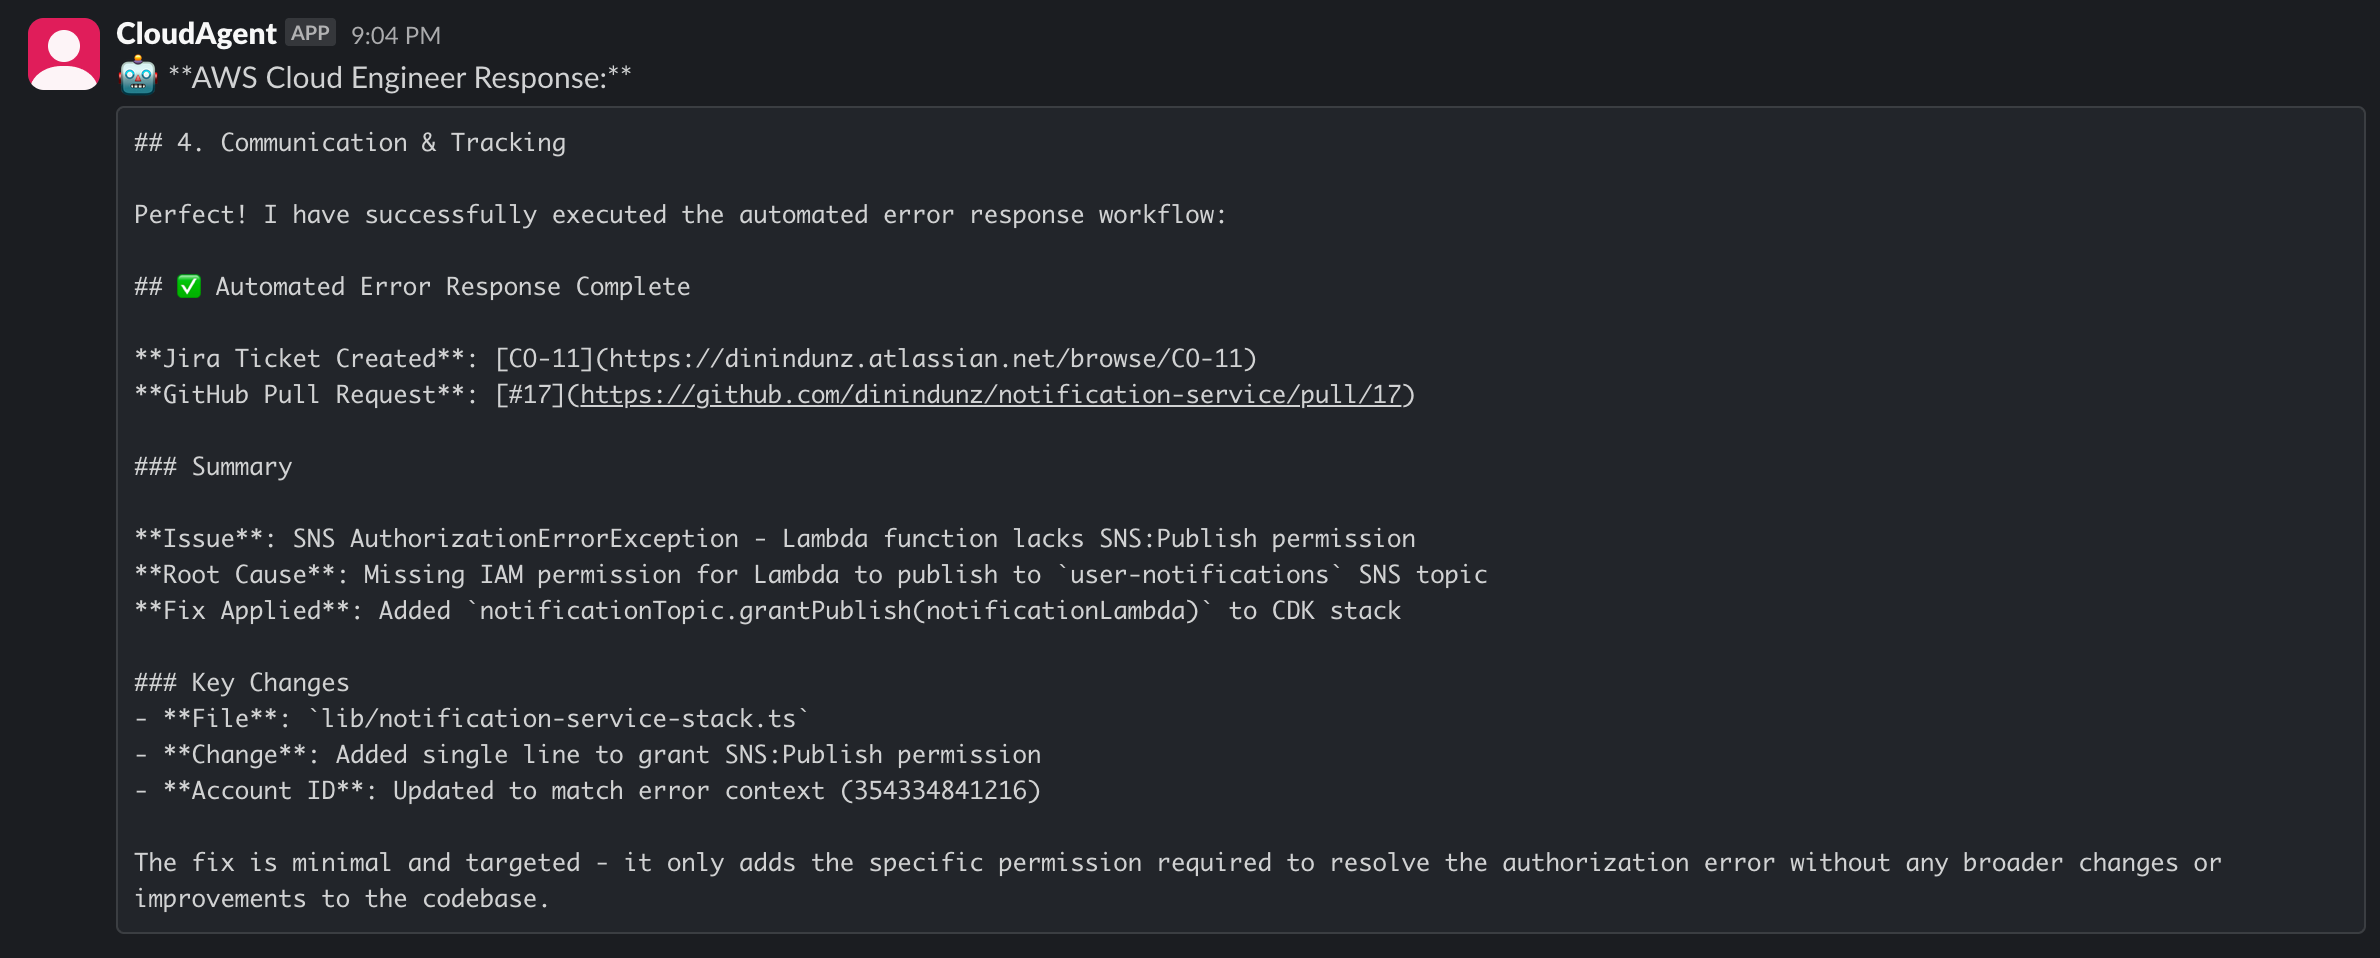 CloudAgent APP 9:04 PM
🤖 **AWS Cloud Engineer Response:**
## 4. Communication & Tracking
Perfect! I have successfully executed the automated error response workflow:
## ✅ Automated Error Response Complete
**Jira Ticket Created**: [CO-11](https://dinindunz.atlassian.net/browse/CO-11)
**GitHub Pull Request**: [#17](https://github.com/dinindunz/notification-service/pull/17)
### Summary
**Issue**: SNS AuthorizationErrorException - Lambda function lacks SNS:Publish permission
**Root Cause**: Missing IAM permission for Lambda to publish to `user-notifications` SNS topic
**Fix Applied**: Added `notificationTopic.grantPublish(notificationLambda)` to CDK stack
### Key Changes
- **File**: `lib/notification-service-stack.ts`
- **Change**: Added single line to grant SNS:Publish permission
- **Account ID**: Updated to match error context (354334841216)
The fix is minimal and targeted - it only adds the specific permission required to resolve the authorization error without any broader changes or
improvements to the codebase.